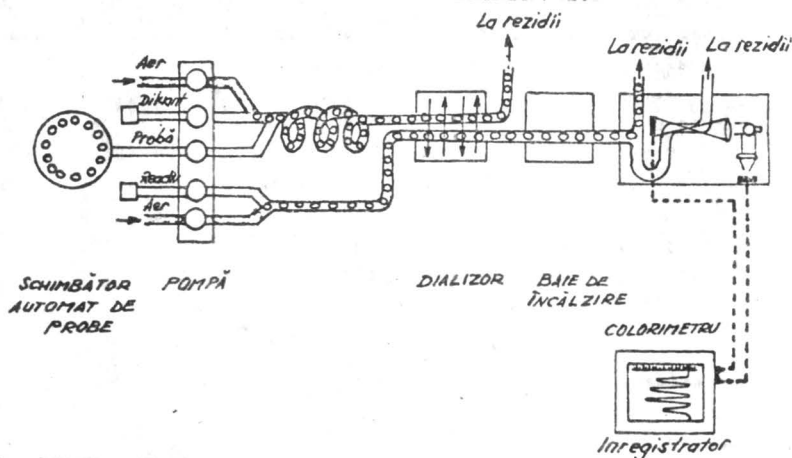 La rezidii
La rezidii
La rezidii
Aer
Diluant
Probă
Reactiv
Aer
SCHIMBĂTOR
AUTOMAT DE
PROBE
POMPĂ
DIALIZOR
BAIE DE
ÎNCĂLZIRE
COLORIMETRU
Inregistrator